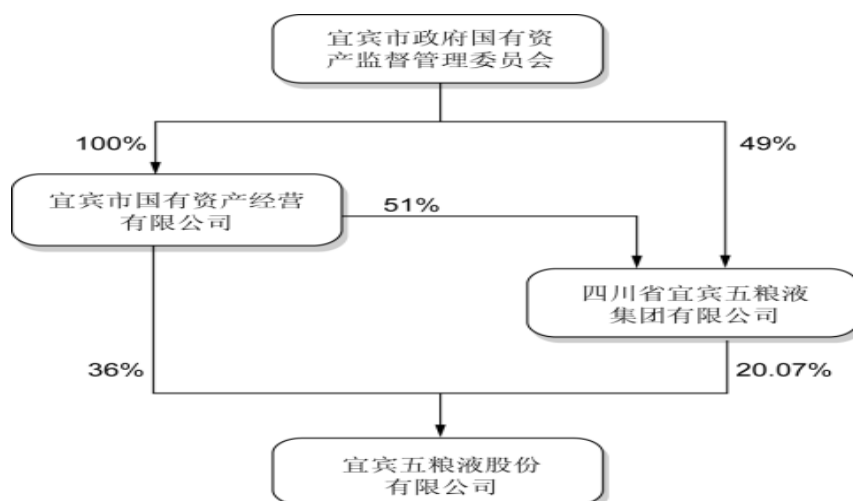 宜宾市政府国有资
产监督管理委员会
100%
49%
宜宾市国有资产经营
有限公司
51%
四川省宜宾五粮液
集团有限公司
36%
20.07%
宜宾五粮液股份
有限公司